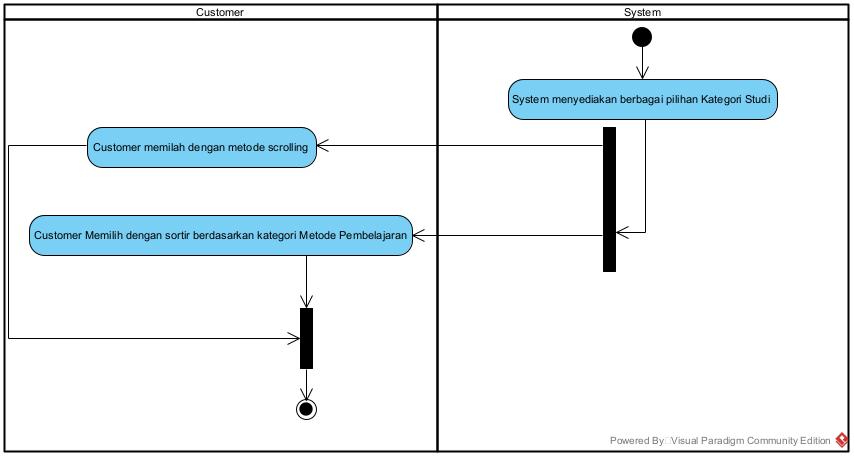 Customer
System
System menyediakan berbagai pilihan Kategori Studi
Customer memilah dengan metode scrolling
Customer Memilih dengan sortir berdasarkan kategori Metode Pembelajaran
Powered By Visual Paradigm Community Edition